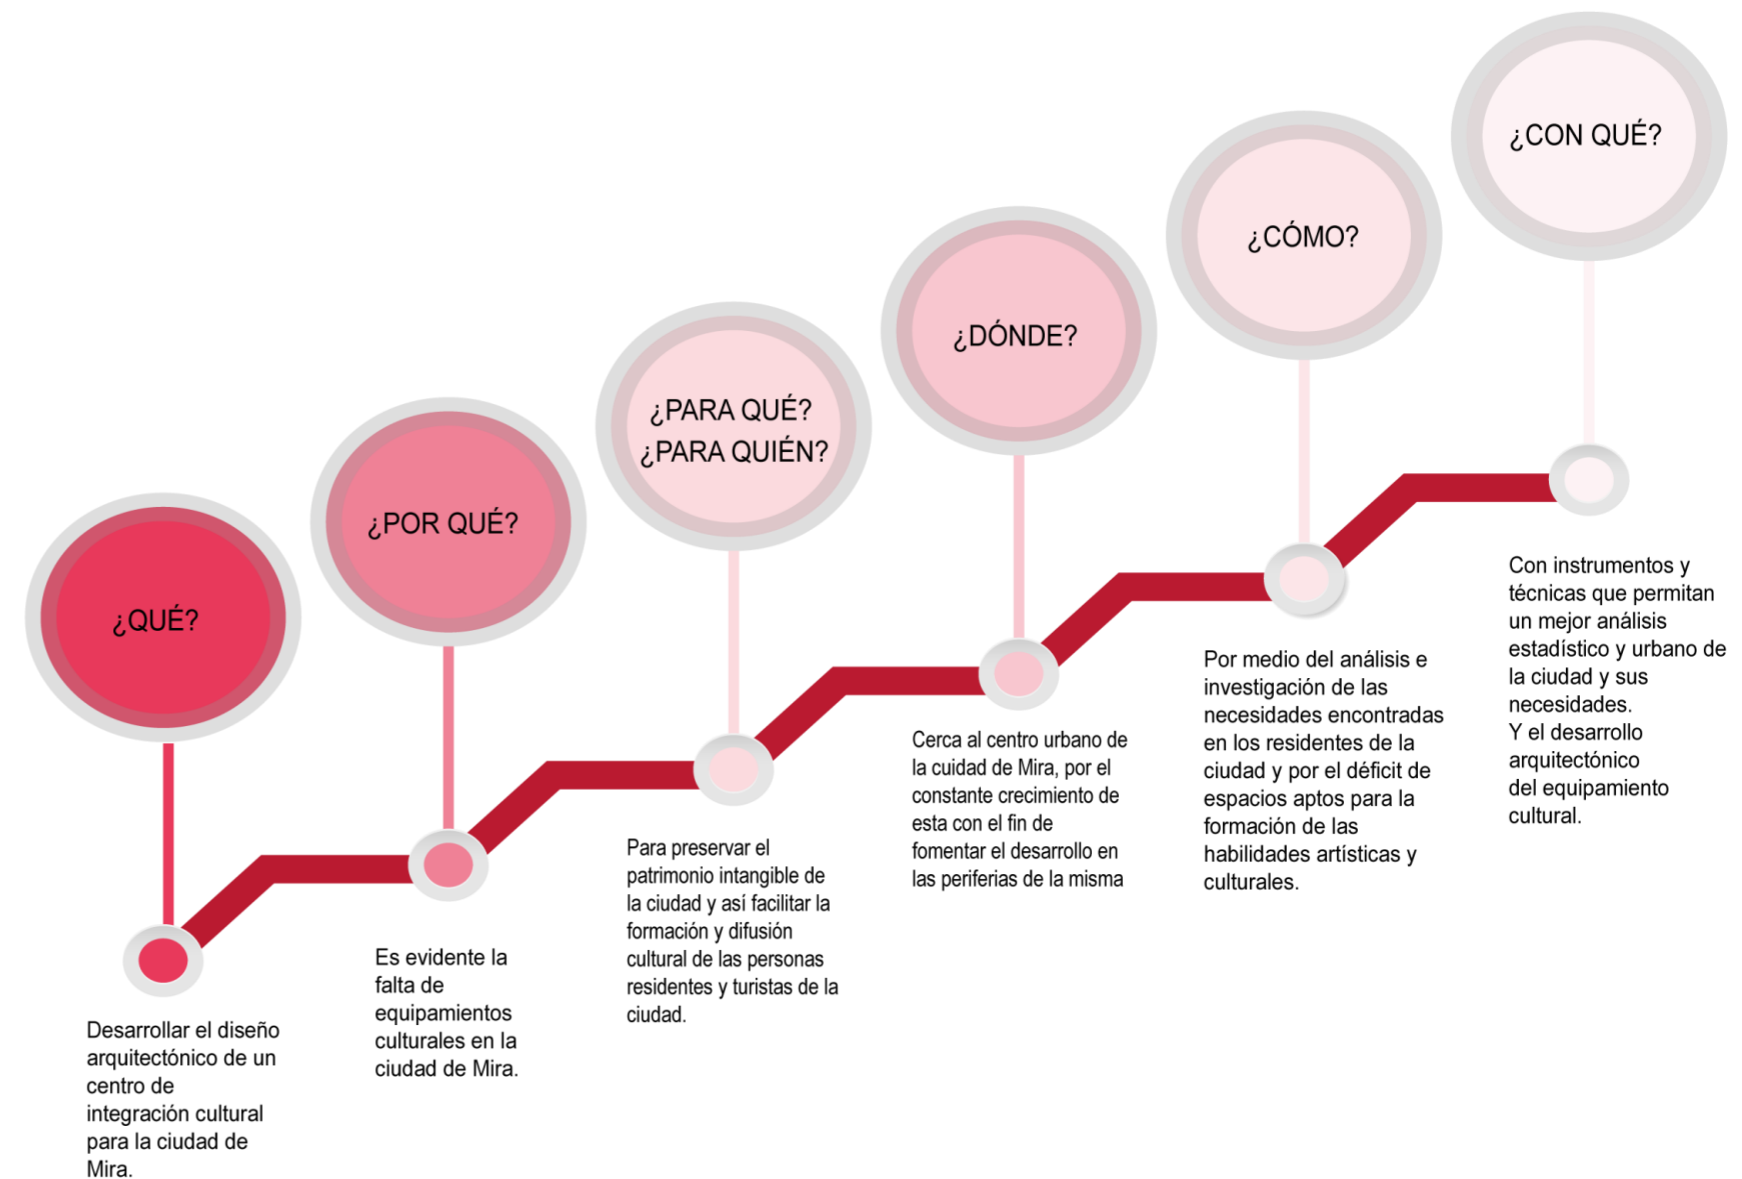 ¿QUÉ?
Desarrollar el diseño
arquitectónico de un
centro de
integración cultural
para la ciudad de
Mira.
¿POR QUÉ?
Es evidente la
falta de
equipamientos
culturales en la
ciudad de Mira.
¿PARA QUÉ?
¿PARA QUIÉN?
Para preservar el
patrimonio intangible de
la ciudad y así facilitar la
formación y difusión
cultural de las personas
residentes y turistas de la
ciudad.
¿DÓNDE?
Cerca al centro urbano de
la cuidad de Mira, por el
constante crecimiento de
esta con el fin de
fomentar el desarrollo en
las periferias de la misma
¿CÓMO?
Por medio del análisis e
investigación de las
necesidades encontradas
en los residentes de la
ciudad y por el déficit de
espacios aptos para la
formación de las
habilidades artísticas y
culturales.
¿CON QUÉ?
Con instrumentos y
técnicas que permitan
un mejor análisis
estadístico y urbano de
la ciudad y sus
necesidades.
Y el desarrollo
arquitectónico
del equipamiento
cultural.